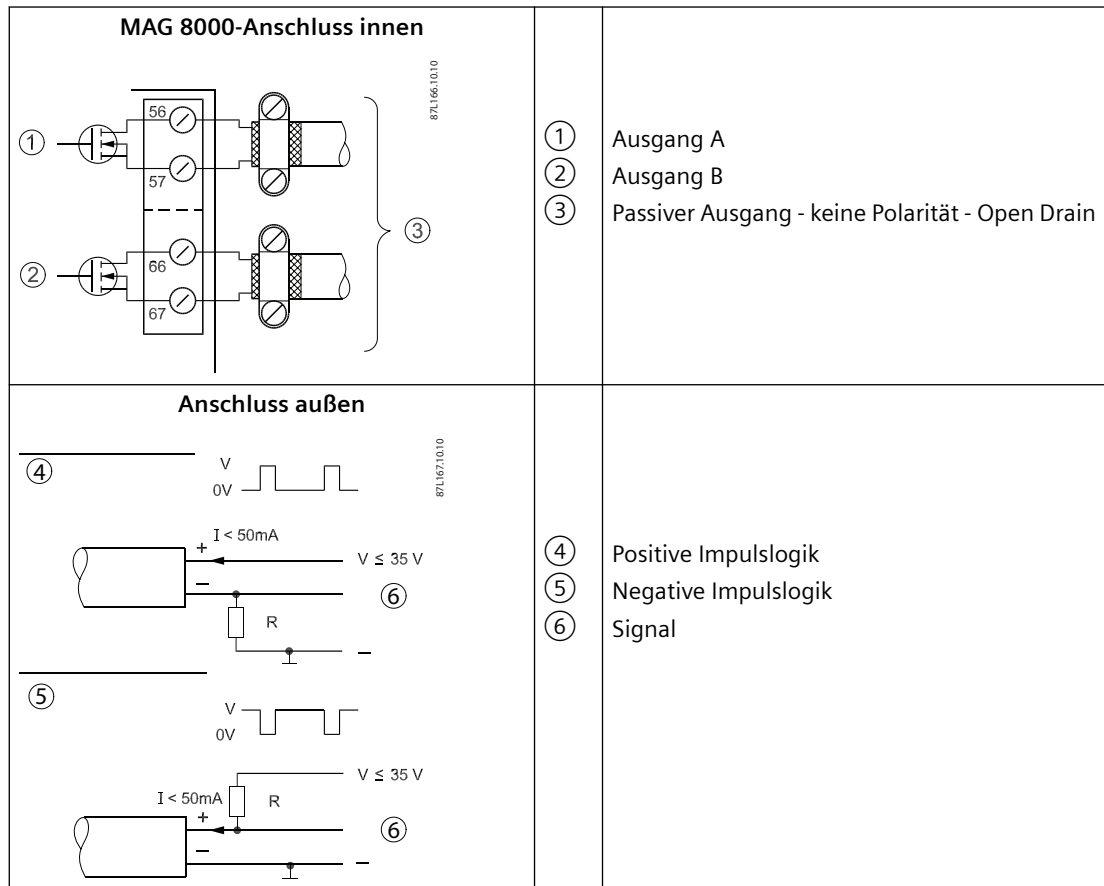 MAG 8000-Anschluss innen
87L166.10.10
56
① 
57
66
② 
67
③
① Ausgang A
② Ausgang B
③ Passiver Ausgang - keine Polarität - Open Drain
Anschluss außen
87L167.10.10
④
V
0V
I < 50mA
+
V ≤ 35 V
–
⑥
R
–
⑤
V
0V
V ≤ 35 V
I < 50mA
R
+
⑥
–
–
④ Positive Impulslogik
⑤ Negative Impulslogik
⑥ Signal